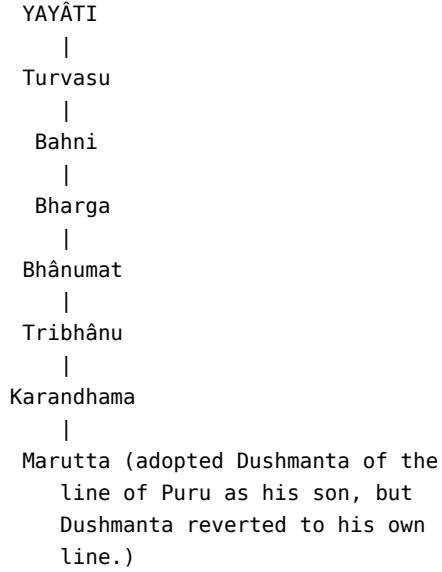 YAYÂTI
|
Turvasu
|
Bahni
|
Bharga
|
Bhânumat
|
Tribhânu
|
Karandhama
|
Marutta (adopted Dushmanta of the
line of Puru as his son, but
Dushmanta reverted to his own
line.)